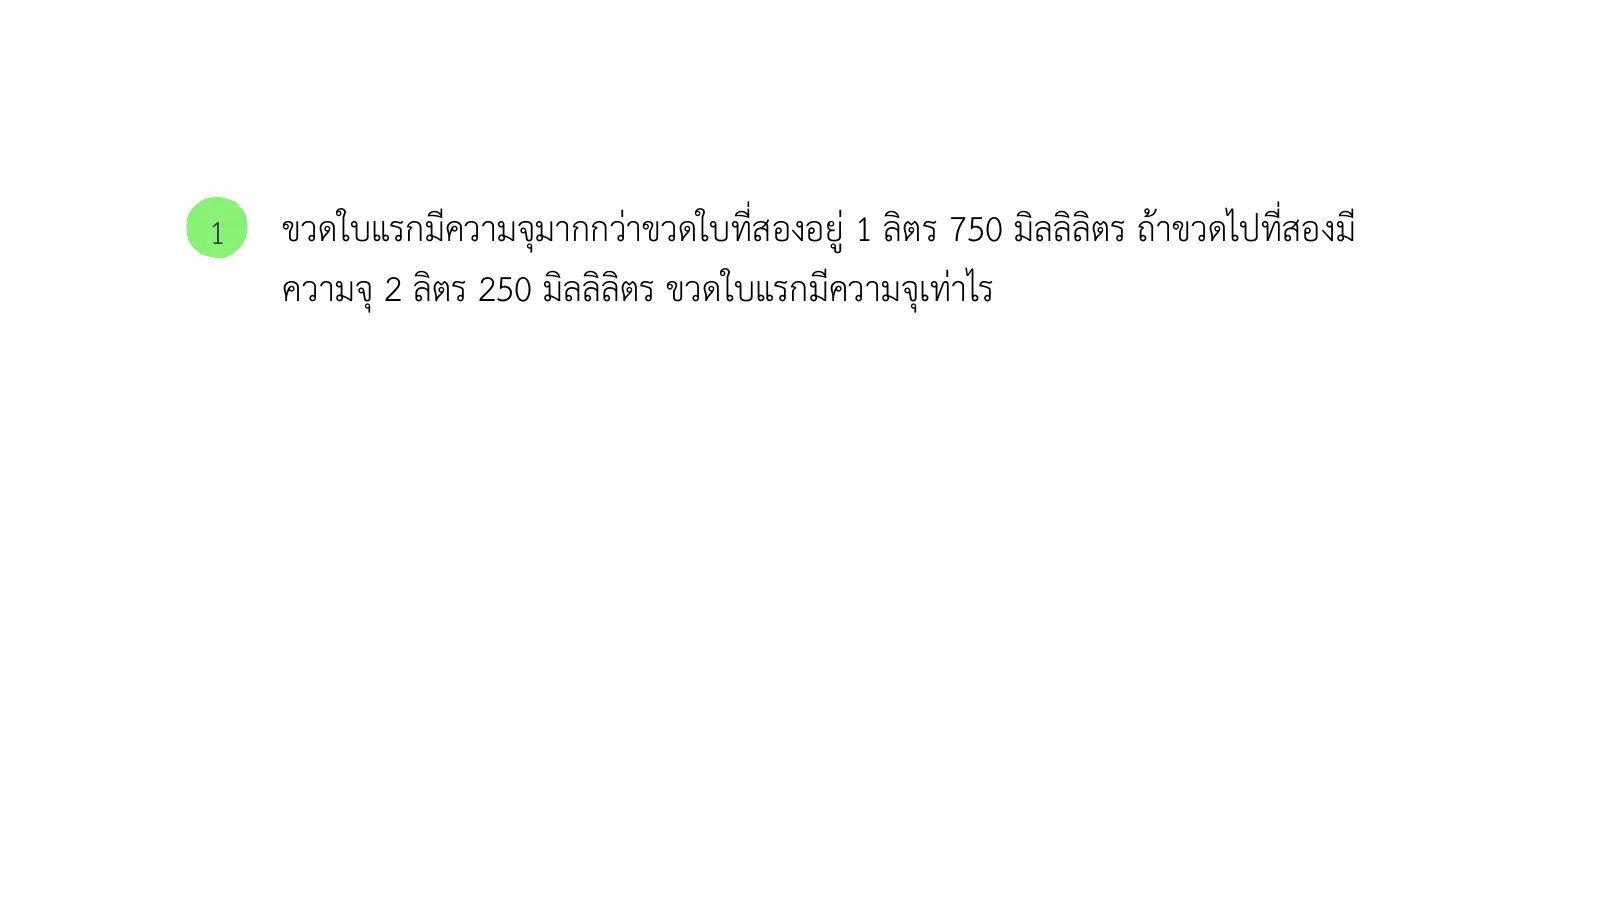 1 ขวดใบแรกมีความจุมากกว่าขวดใบที่สองอยู่ 1 ลิตร 750 มิลลิลิตร ถ้าขวดไปที่สองมี
ความจุ 2 ลิตร 250 มิลลิลิตร ขวดใบแรกมีความจุเท่าไร